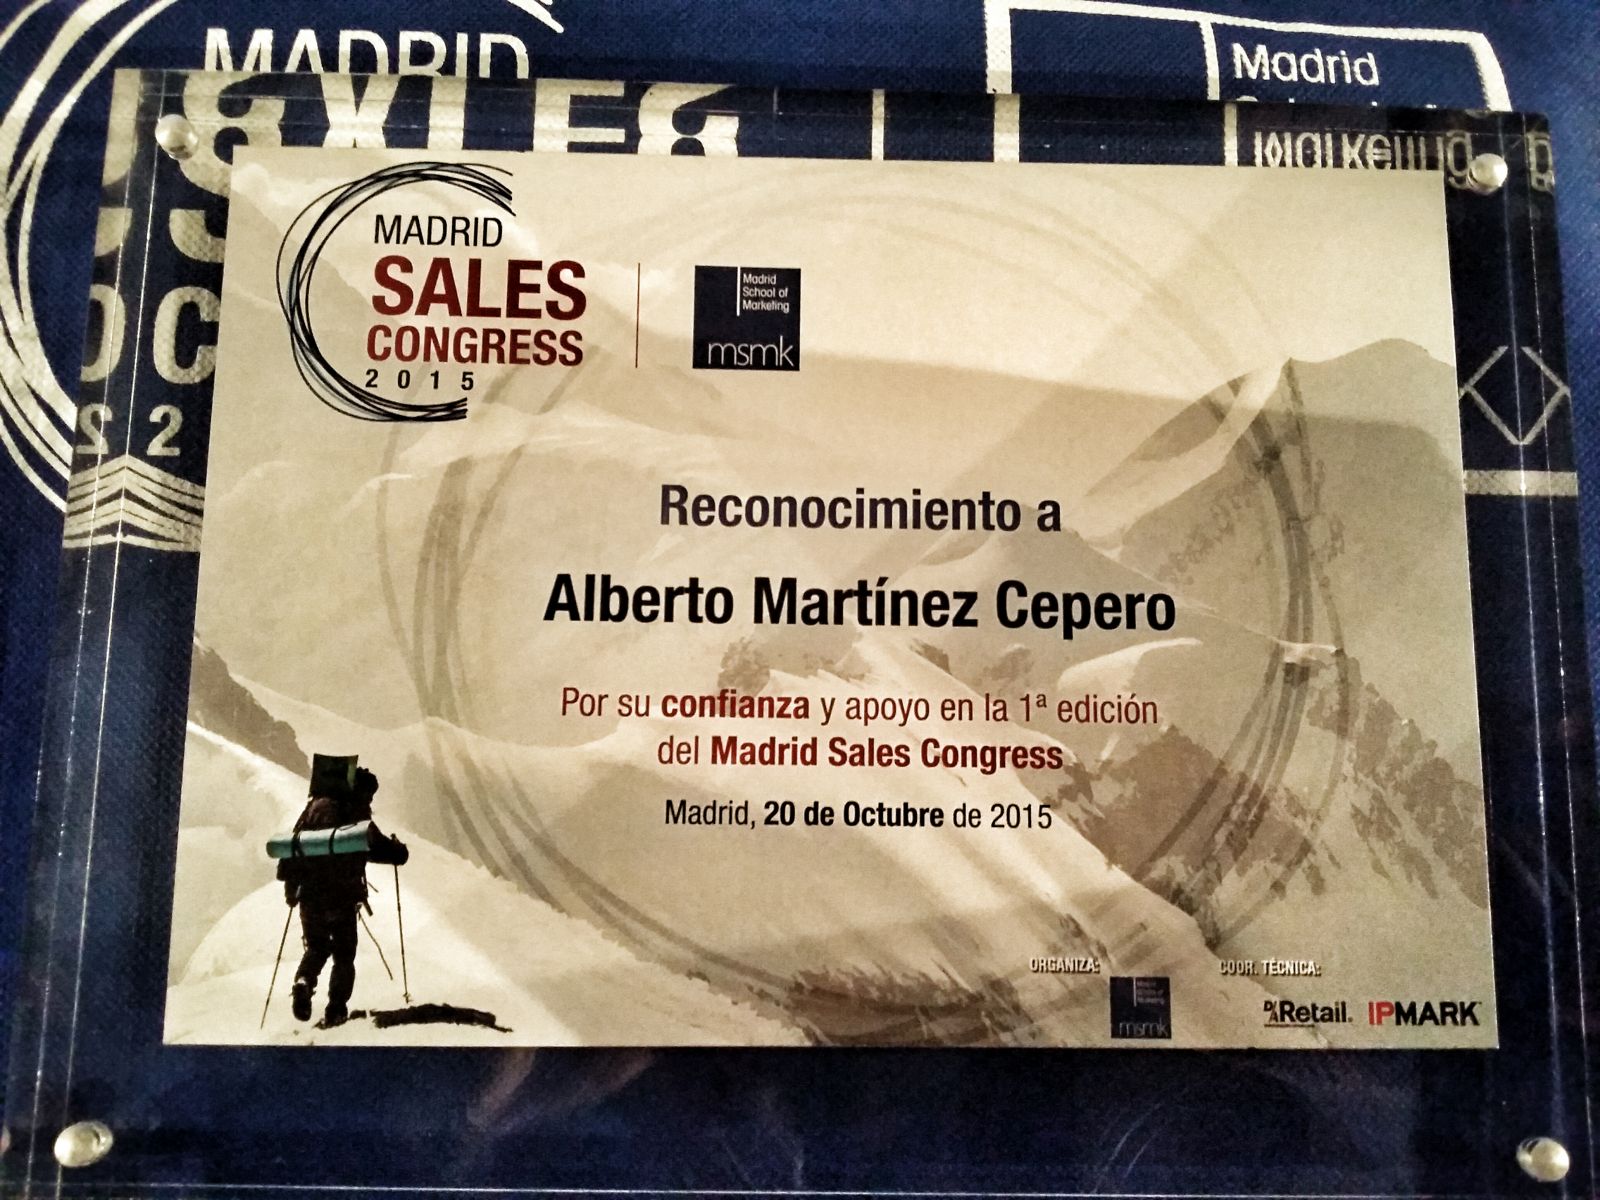 MADRID
Madrid
MADRID
SALES
CONGRESS
2015
Madrid
School of
Marketing
msmk
Reconocimiento a
Alberto Martínez Cepero
Por su confianza y apoyo en la 1ª edición
del Madrid Sales Congress
Madrid, 20 de Octubre de 2015
ORGANIZA:
COOR. TÉCNICA:
msmk
D/A Retail. IPMARK